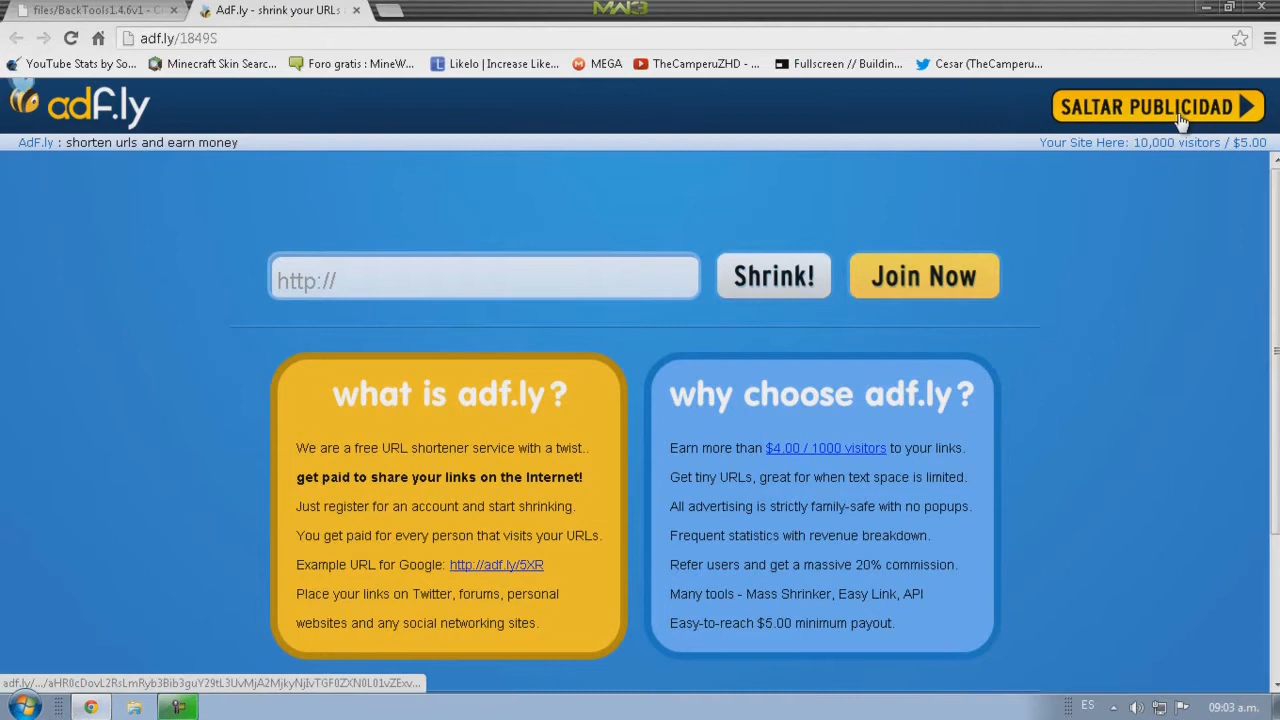 files/BackTools1.4.6v1 - C
AdF.ly - shrink your URLs
MW3
adf.ly/1849S
YouTube Stats by So...
Minecraft Skin Searc...
Foro gratis : MineW...
Likelo | Increase Like...
MEGA
TheCamperuZHD - ...
Fullscreen // Buildin...
Cesar (TheCamperu...
adf.ly
SALTAR PUBLICIDAD
AdF.ly : shorten urls and earn money
Your Site Here: 10,000 visitors / $5.00
http://
Shrink!
Join Now
what is adf.ly?
We are a free URL shortener service with a twist..
get paid to share your links on the Internet!
Just register for an account and start shrinking.
You get paid for every person that visits your URLs.
Example URL for Google: http://adf.ly/5XR
Place your links on Twitter, forums, personal
websites and any social networking sites.
why choose adf.ly?
Earn more than $4.00 / 1000 visitors to your links.
Get tiny URLs, great for when text space is limited.
All advertising is strictly family-safe with no popups.
Frequent statistics with revenue breakdown.
Refer users and get a massive 20% commission.
Many tools - Mass Shrinker, Easy Link, API
Easy-to-reach $5.00 minimum payout.
ES
09:03 a.m.